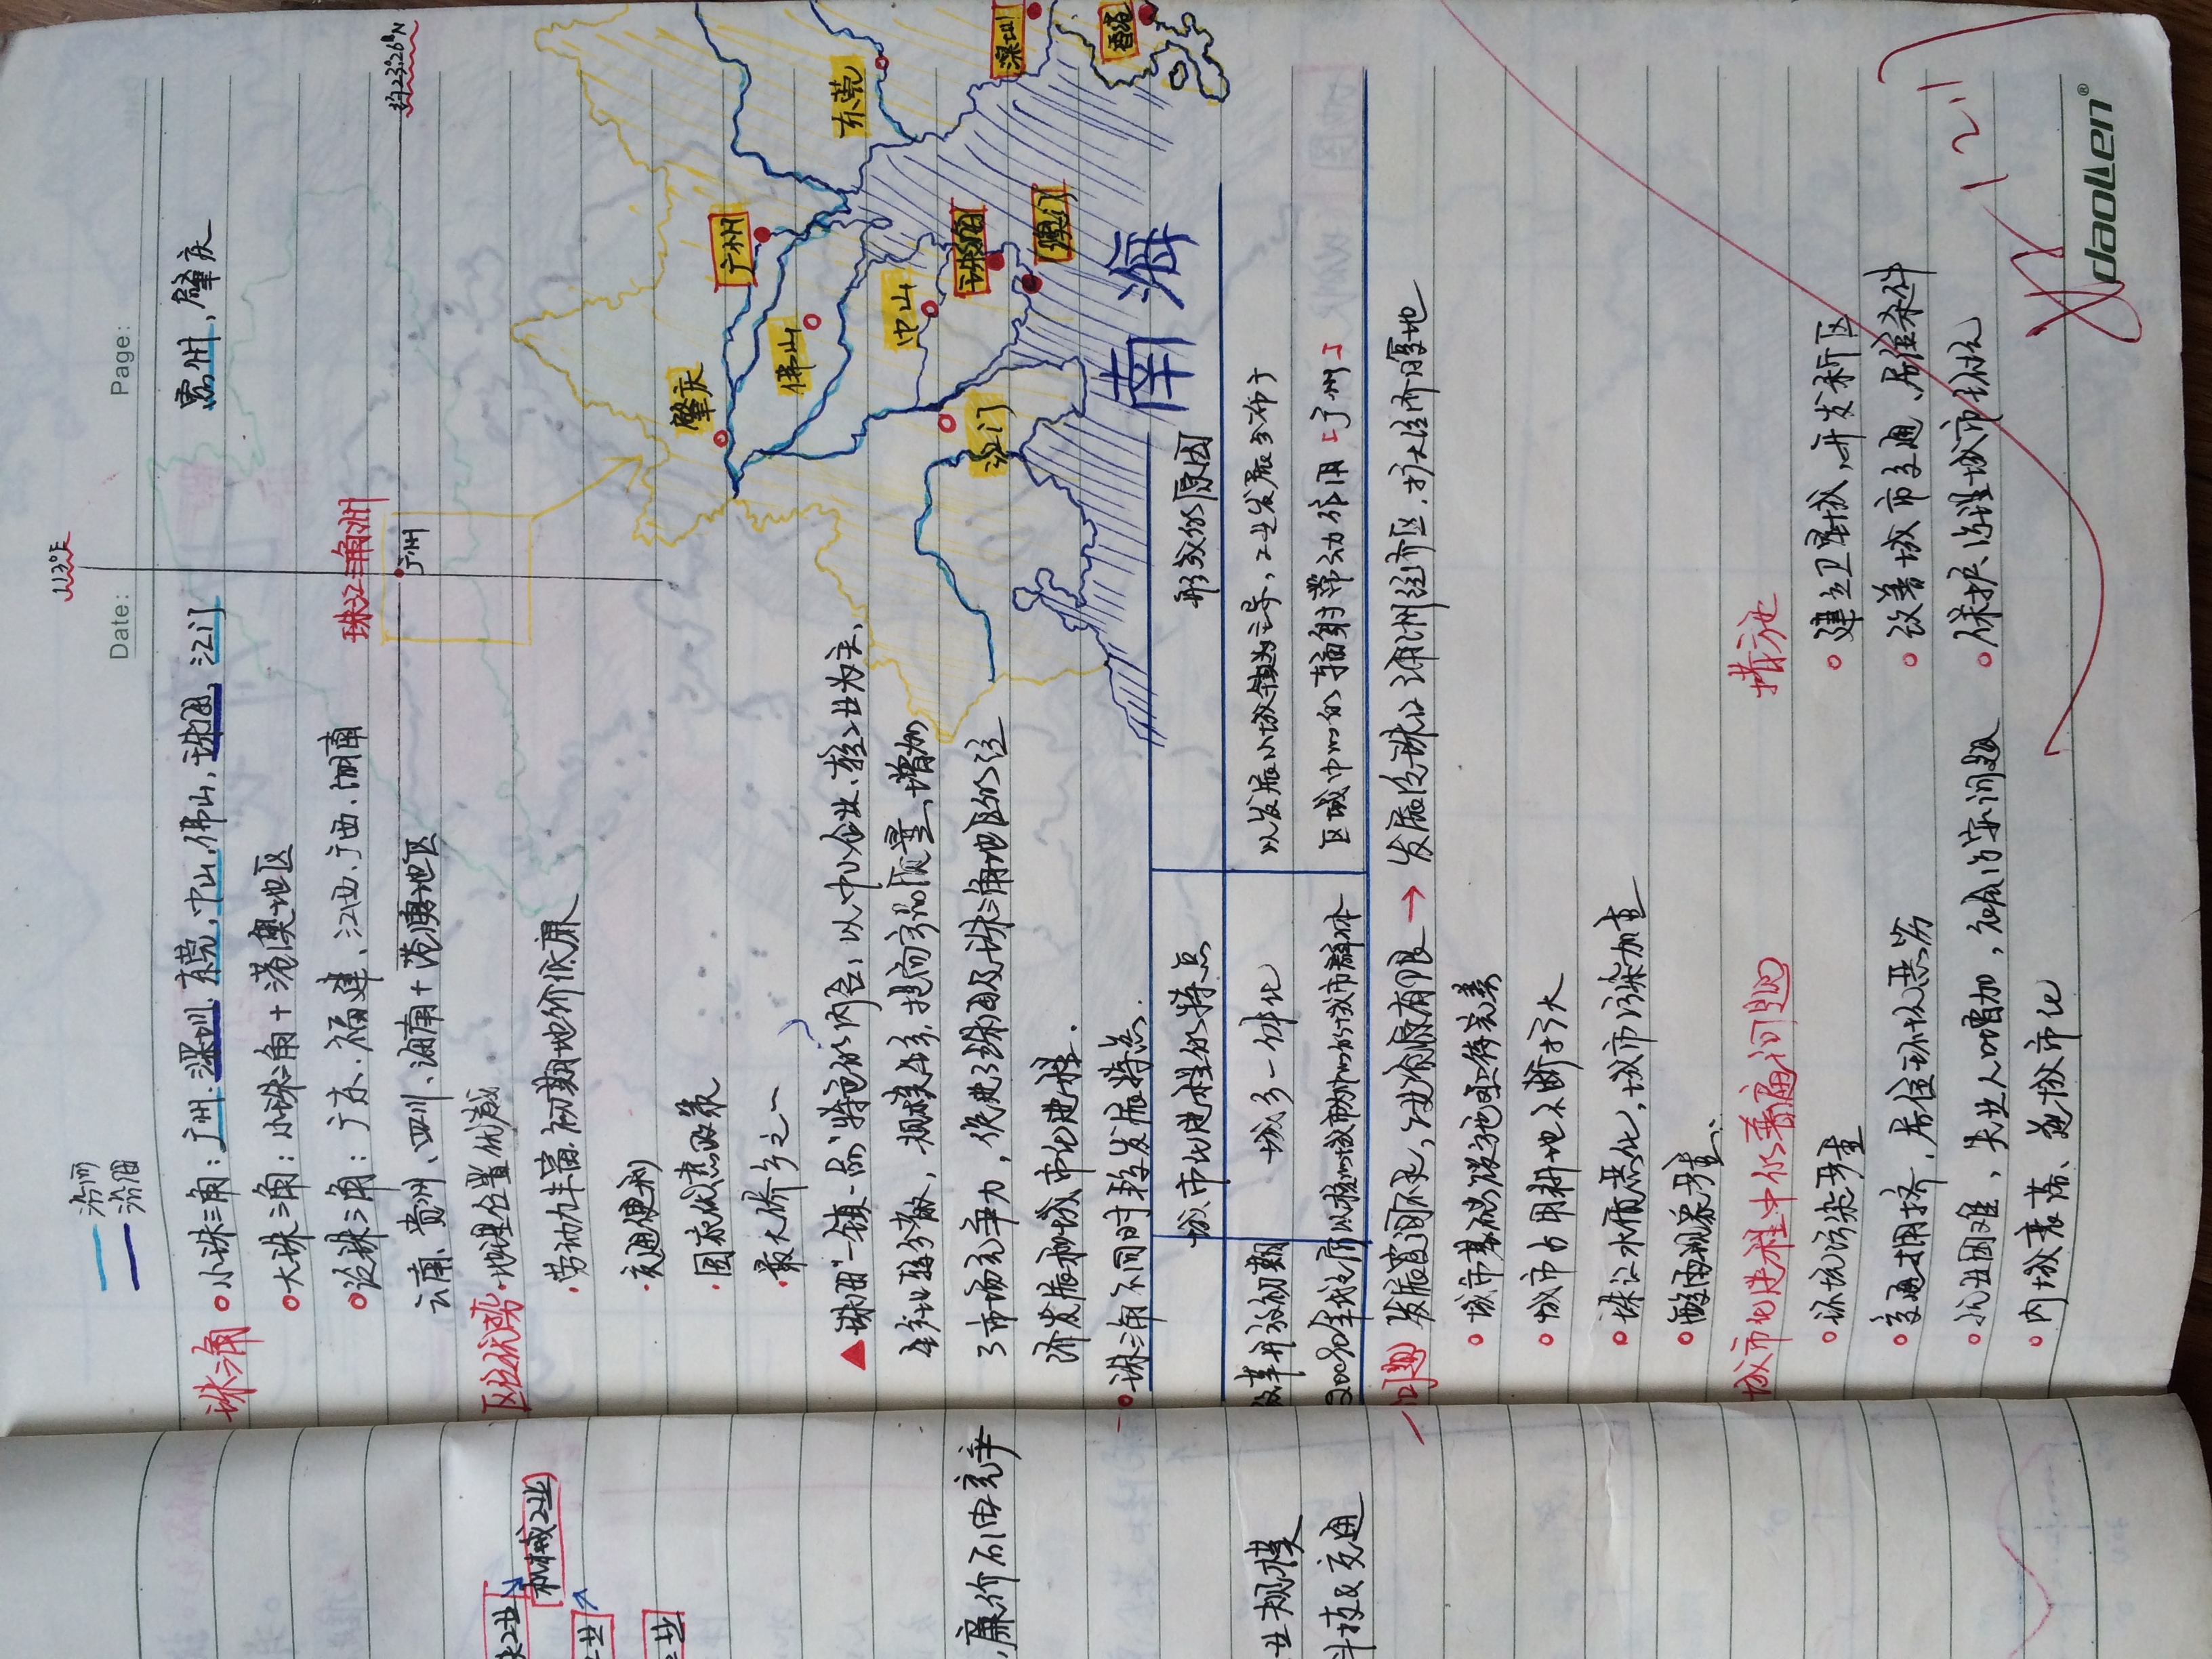 113°E
沿河
沿海
Date:
Page:
珠三角 小珠三角：广州、深圳、东莞、中山、佛山、珠海、江门 惠州、肇庆
大珠三角：小珠三角+港澳地区
泛珠三角：广东、福建、江西、广西、湖南
珠江三角洲
约23°26′N
广州
云南、贵州、四川、海南+港澳地区
区位优势·地理位置优越
·劳动力丰富、初期地价低廉
机械工业
·交通便利
·国家优惠政策
·最大侨乡之一
肇庆
广州
佛山
东莞
中山
珠海
江门
深圳
澳门
香港
南海
▲珠海"一镇一品"特色的内含：以中小企业、轻工业为主，
生产地较分散，规模生产，提高产品质量，增加
了市场竞争力，促进了珠海及珠三角地区的经
济发展和城市化进程.
，廉价石油竞争
珠三角不同时段发展特点.
城市化进程的特点 形成的原因
改革开放初期 城乡一体化 以发展小城镇为主导，工业发展分布于
20C90年代之后 以核心城市为中心的城市群体 区域中心的辐射带动作用「广州」
业规模
科技&交通
问题 发展空间不足，工业资源有限 → 发展泛珠江三角洲经济区，扩大经济腹地
城市基础设施亟待完善
城市占用耕地不断扩大
珠江水质恶化，城市污染加重
酸雨现象严重..
城市化进程中的普遍问题 措施
环境污染严重 建立卫星城，开发新区
交通拥挤，居住环境恶劣 改善城市交通、居住条件
就业困难，失业人口增加，社会治安问题 保护治理城市环境
内城衰落、逆城市化
12.11
daolen®